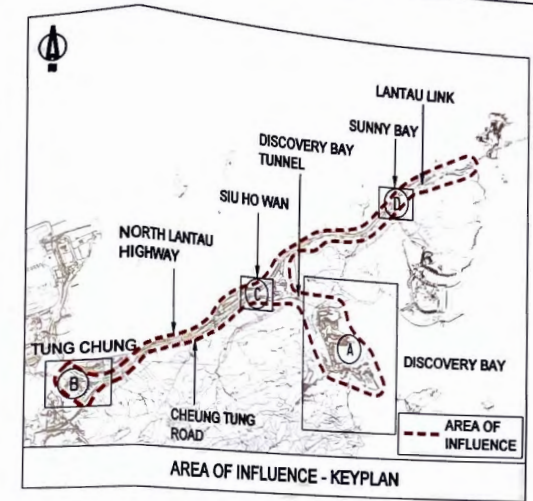 LANTAU LINK
SUNNY BAY
DISCOVERY BAY
TUNNEL
SIU HO WAN
NORTH LANTAU
HIGHWAY
D
C
TUNG CHUNG
A
B
DISCOVERY BAY
CHEUNG TUNG
ROAD
AREA OF
INFLUENCE
AREA OF INFLUENCE - KEYPLAN